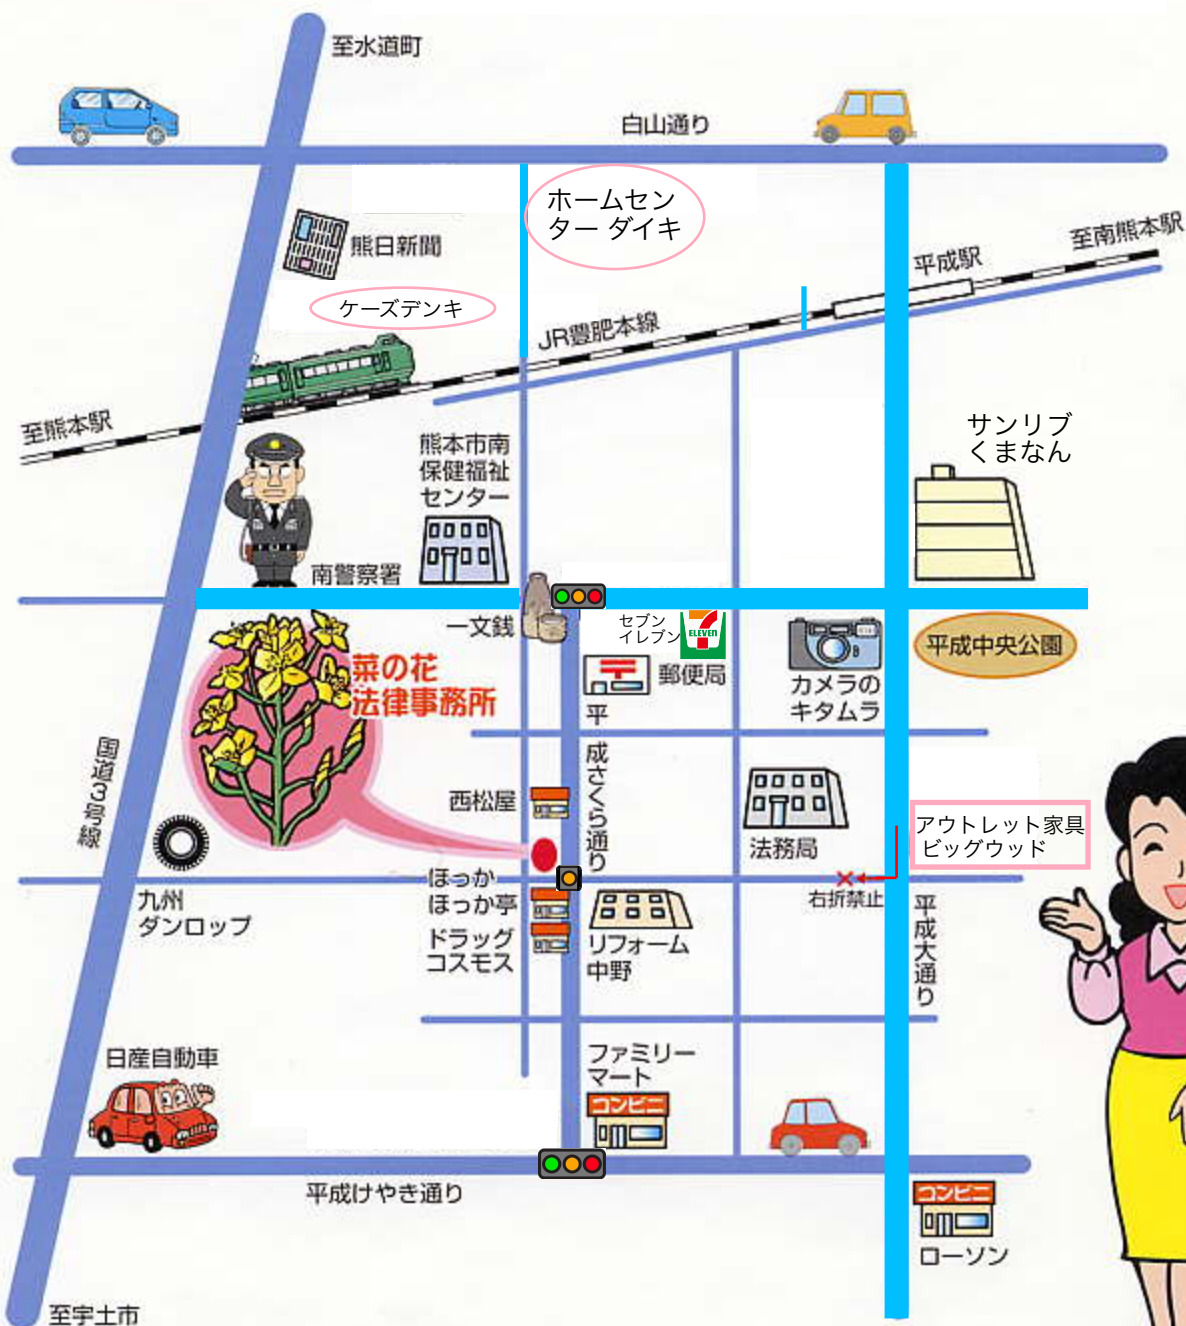 至水道町
白山通り
ホームセン
ター ダイキ
熊日新聞
ケーズデンキ
至南熊本駅
平成駅
JR豊肥本線
至熊本駅
熊本市南
保健福祉
センター
サンリブ
くまなん
南警察署
一文銭
セブン
イレブン
ELEVEN
郵便局
カメラの
キタムラ
平成中央公園
菜の花
法律事務所
国道3号線
平成さくら通り
西松屋
法務局
アウトレット家具
ビッグウッド
右折禁止
九州
ダンロップ
ほっか
ほっか亭
ドラッグ
コスモス
リフォーム
中野
平成大通り
日産自動車
ファミリー
マート
コンビニ
平成けやき通り
コンビニ
ローソン
至宇土市